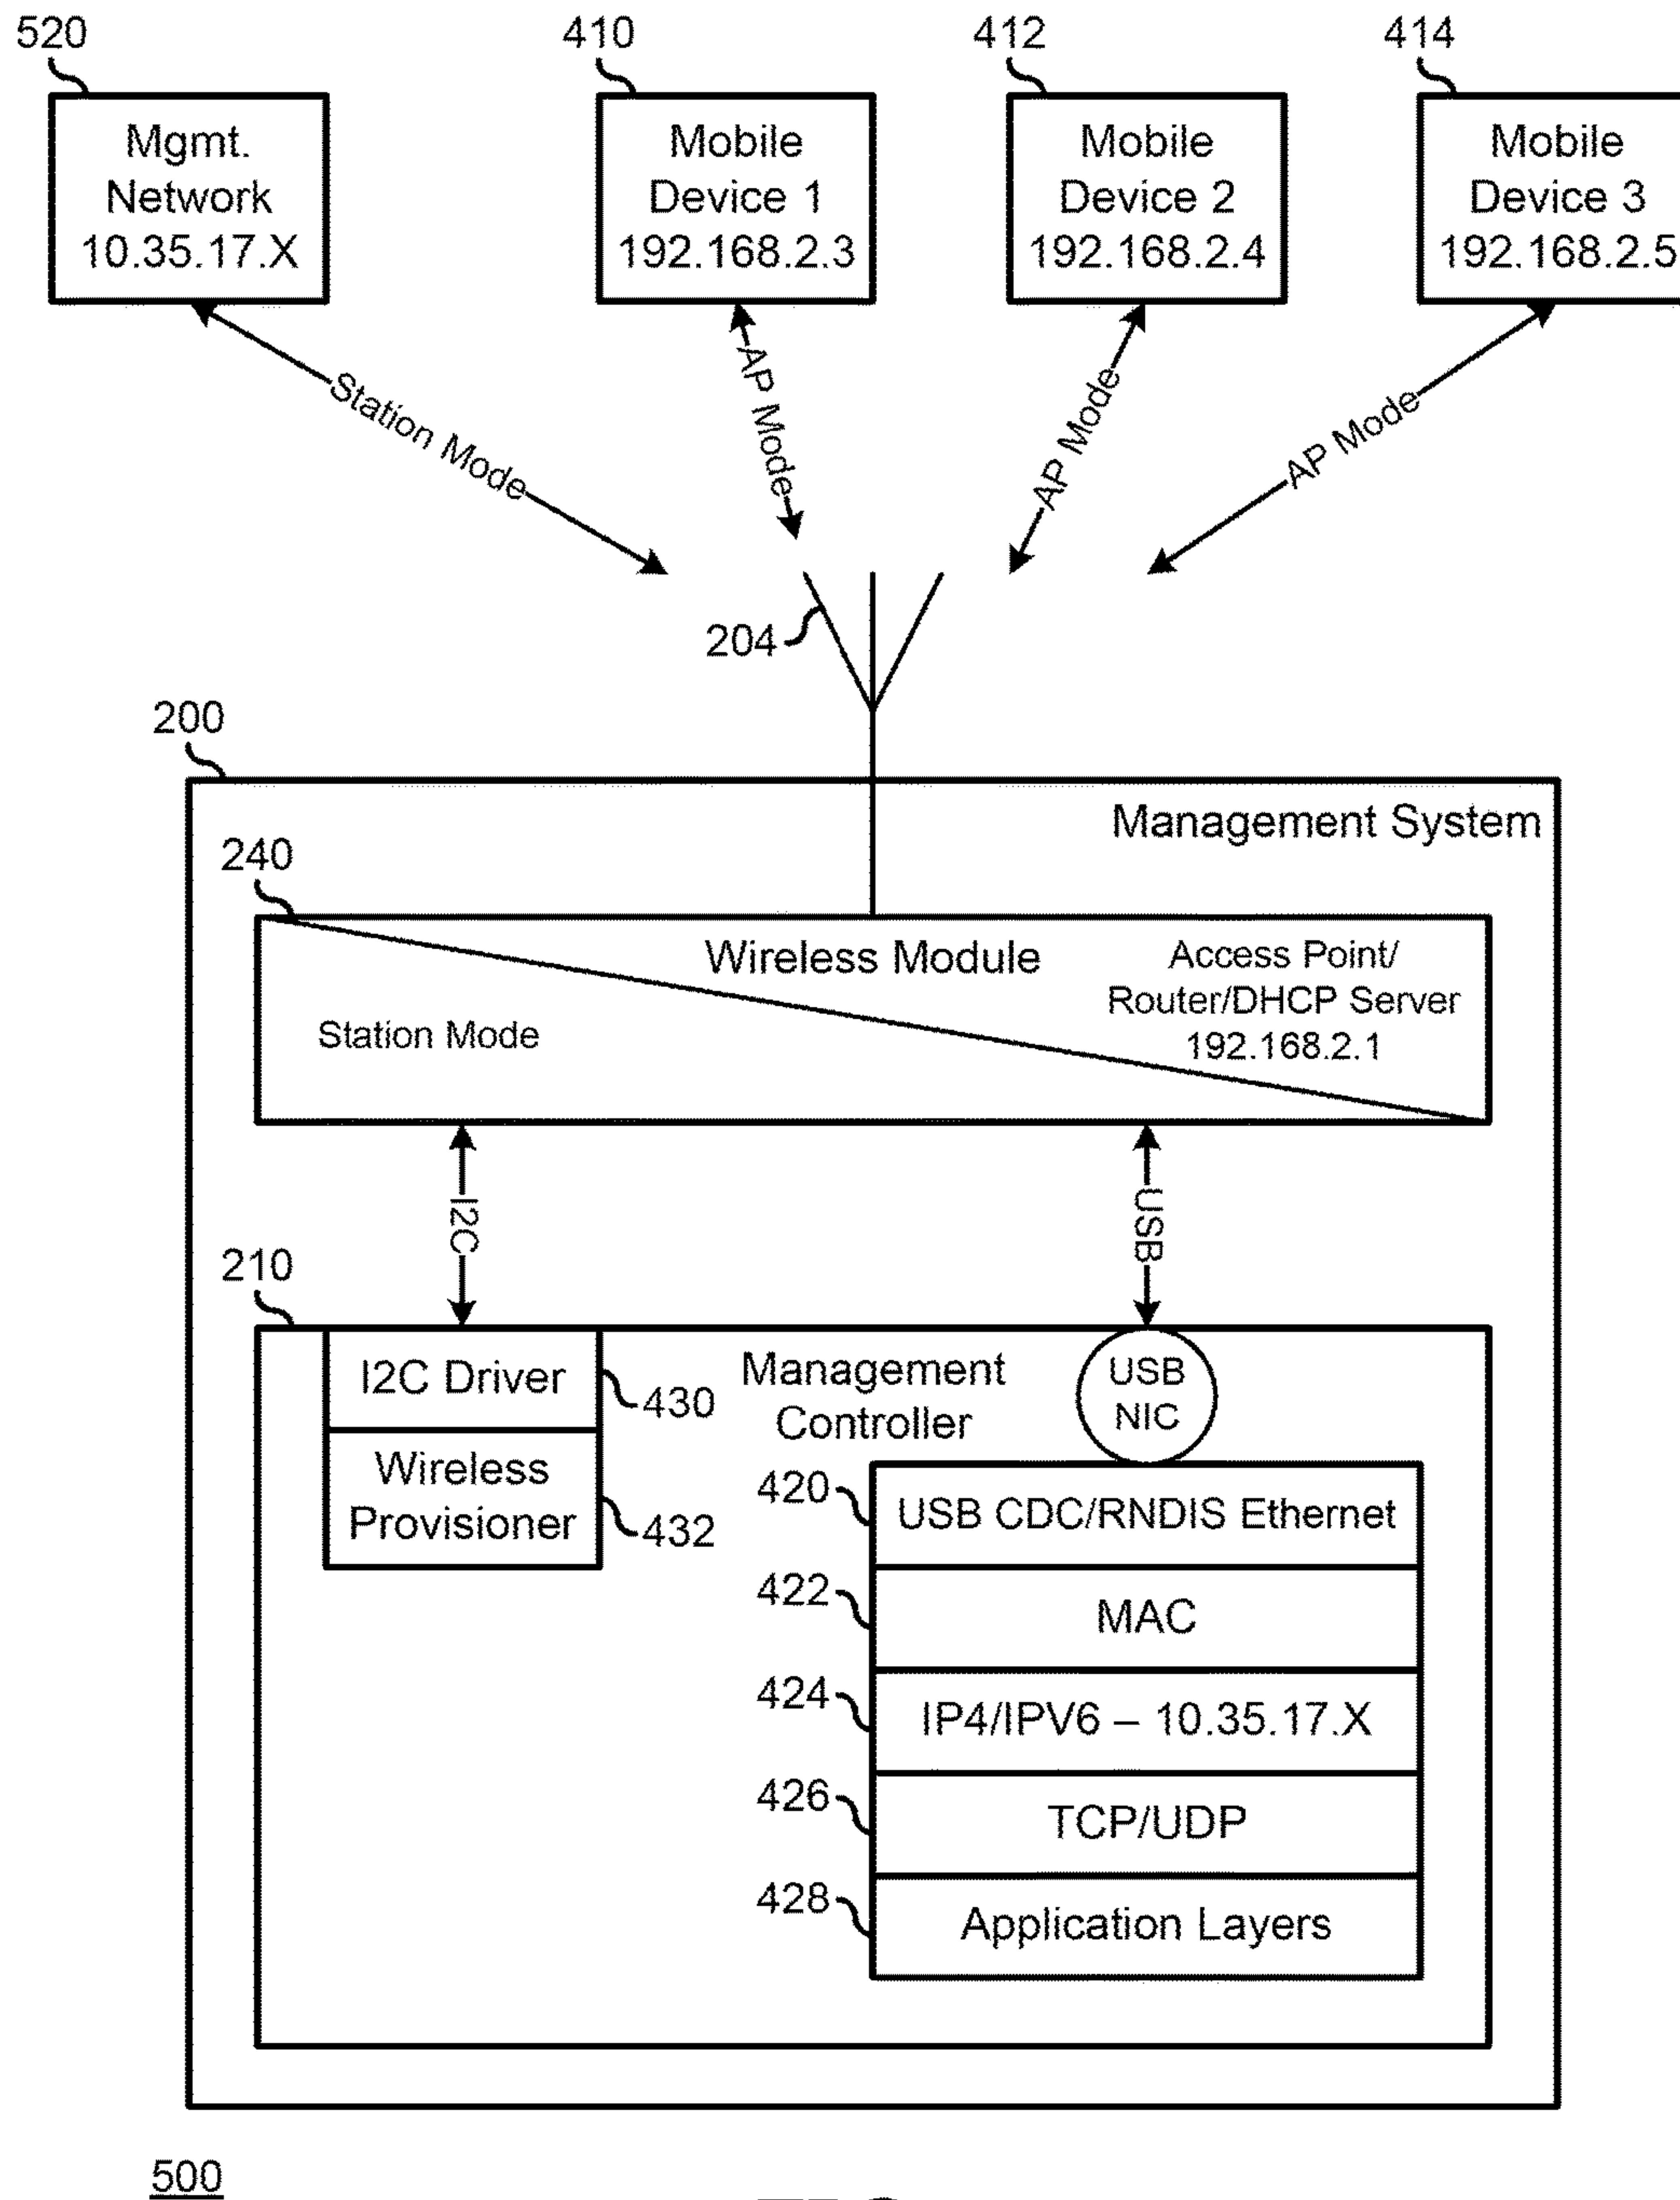 520
410
412
414
Mgmt.
Network
10.35.17.X
Mobile
Device 1
192.168.2.3
Mobile
Device 2
192.168.2.4
Mobile
Device 3
192.168.2.5
Station Mode
AP Mode
AP Mode
AP Mode
204
200
Management System
240
Wireless Module
Access Point/
Router/DHCP Server
192.168.2.1
Station Mode
I2C
USB
210
I2C Driver
430
Wireless
Provisioner
432
Management
Controller
USB
NIC
420
USB CDC/RNDIS Ethernet
422
MAC
424
IP4/IPV6 – 10.35.17.X
426
TCP/UDP
428
Application Layers
500